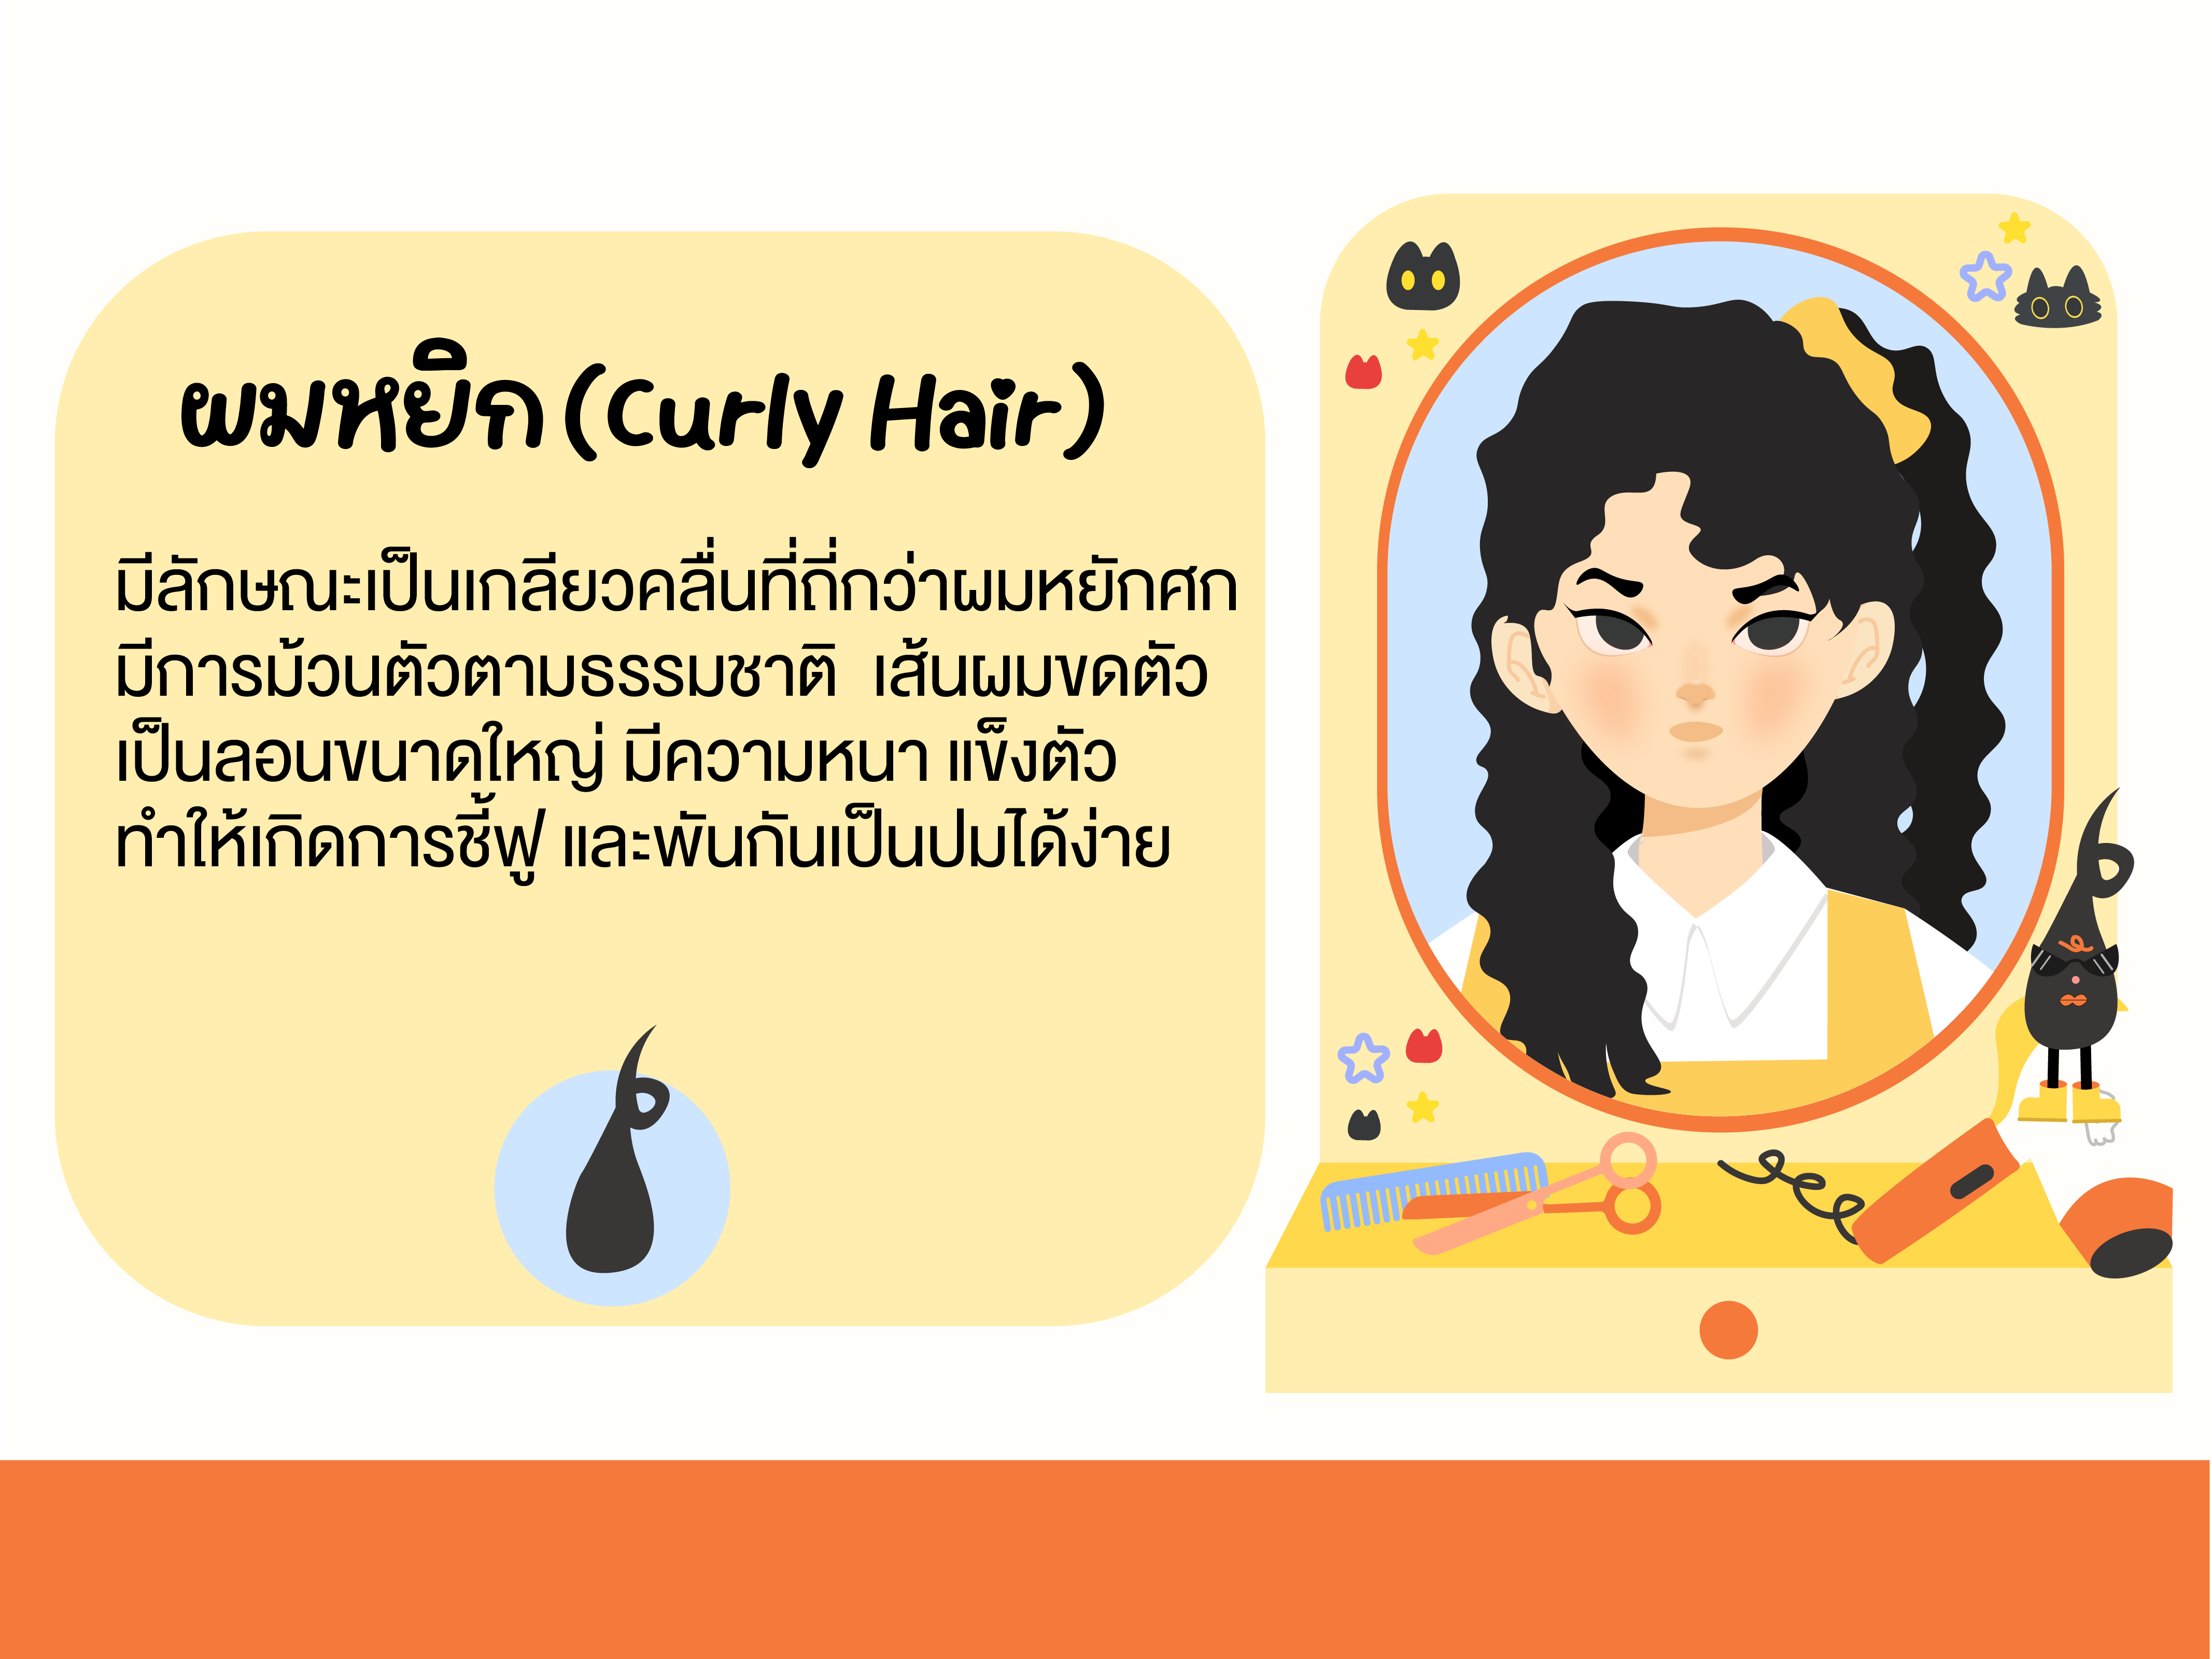 ผมหยิก (Curly Hair)
มีลักษณะเป็นเกลียวคลื่นที่ถี่กว่าผมหยักศก
มีการม้วนตัวตามธรรมชาติ เส้นผมขดตัว
เป็นลอนขนาดใหญ่ มีความหนา แข็งตัว
ทำให้เกิดการชี้ฟู และพันกันเป็นปมได้ง่าย